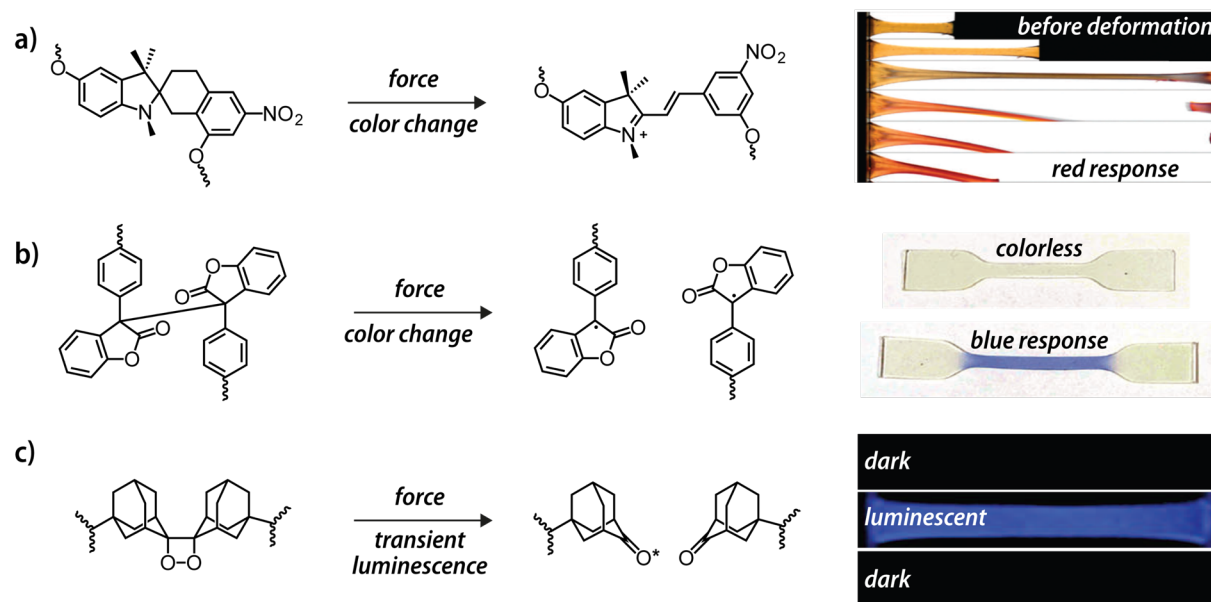 a)
O
N
NO2
O
force
color change
O
N
+
NO2
O
before deformation
red response
b)
O
O
O
O
force
color change
O
O
O
O
colorless
blue response
c)
O–O
force
transient
luminescence
O*
O
dark
luminescent
dark